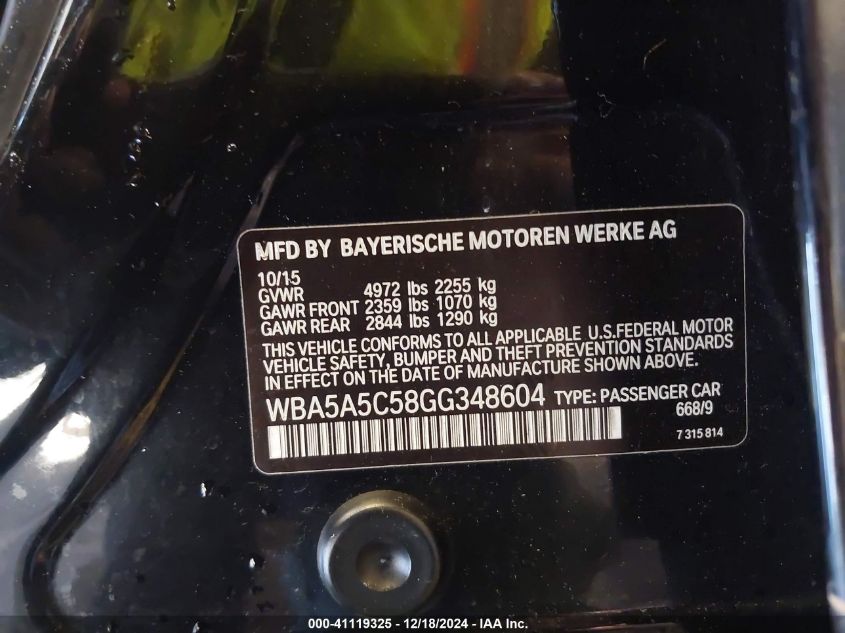 MFD BY BAYERISCHE MOTOREN WERKE AG
10/15
GVWR 4972 lbs 2255 kg
GAWR FRONT 2359 lbs 1070 kg
GAWR REAR 2844 lbs 1290 kg
THIS VEHICLE CONFORMS TO ALL APPLICABLE U.S.FEDERAL MOTOR
VEHICLE SAFETY, BUMPER AND THEFT PREVENTION STANDARDS
IN EFFECT ON THE DATE OF MANUFACTURE SHOWN ABOVE.
WBA5A5C58GG348604 TYPE: PASSENGER CAR
668/9
7 315 814
000-41119325 - 12/18/2024 - IAA Inc.